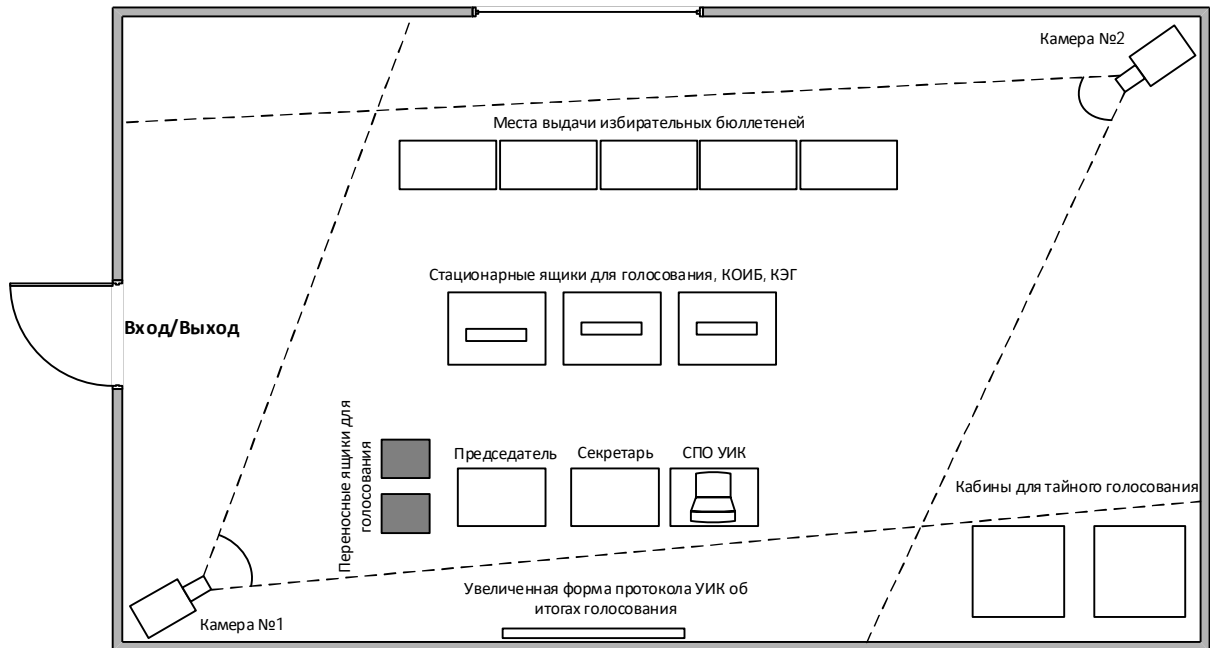 Камера №2
Места выдачи избирательных бюллетеней
Стационарные ящики для голосования, КОИБ, КЭГ
Вход/Выход
Переносные ящики для
голосования
Председатель
Секретарь
СПО УИК
Кабины для тайного голосования
Увеличенная форма протокола УИК об
итогах голосования
Камера №1